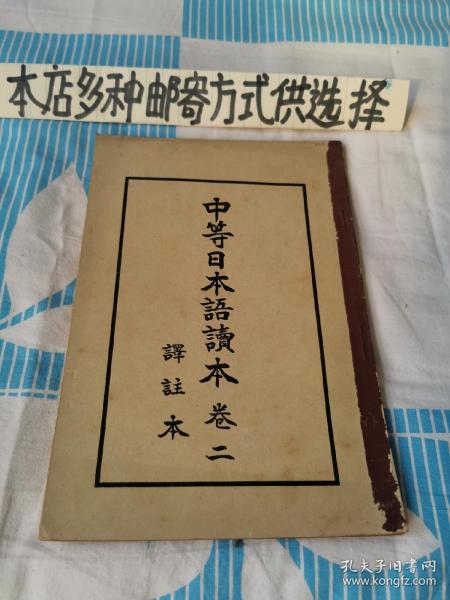 本店多种邮寄方式供选择
中等日本語讀本 卷二
譯註本
孔夫子旧书网
www.kongfz.com